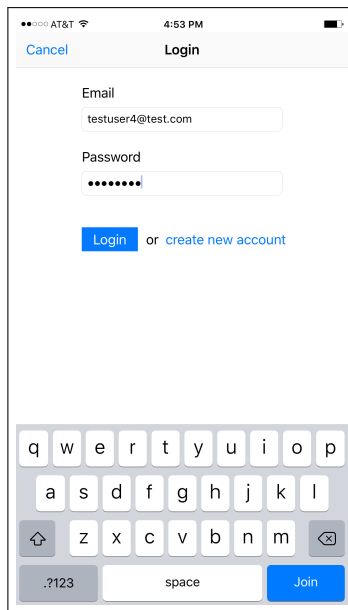 AT&T 4:53 PM
Cancel Login
Email
testuser4@test.com
Password
••••••••
Login or create new account
q w e r t y u i o p
a s d f g h j k l
z x c v b n m
.?123 space Join